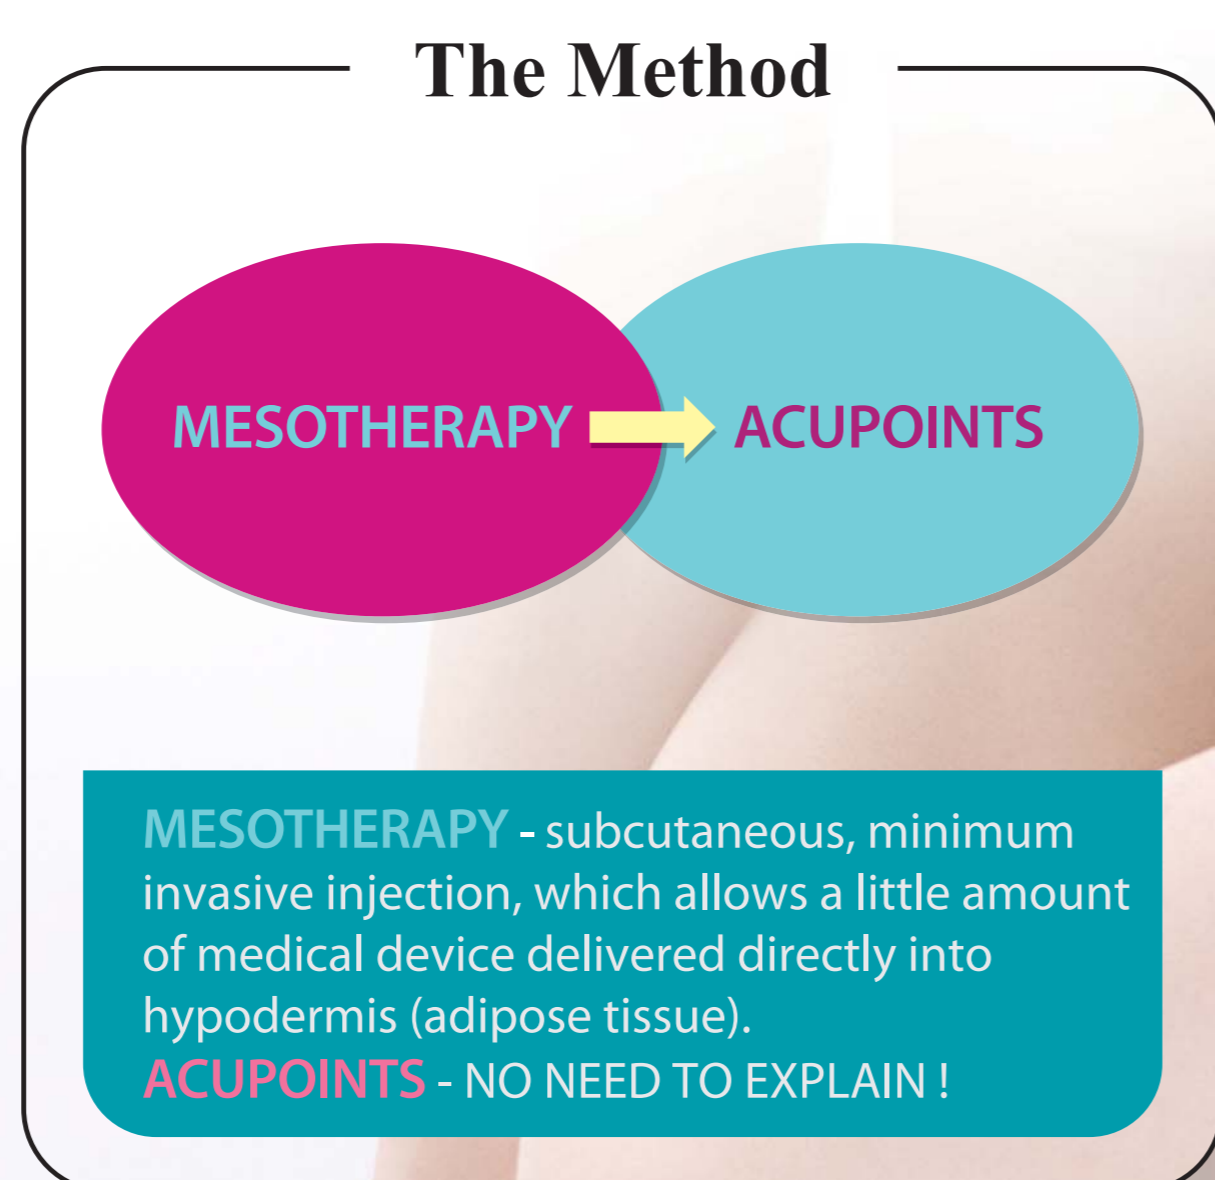 The Method
MESOTHERAPY
ACUPOINTS
MESOTHERAPY - subcutaneous, minimum
invasive injection, which allows a little amount
of medical device delivered directly into
hypodermis (adipose tissue).
ACUPOINTS - NO NEED TO EXPLAIN !